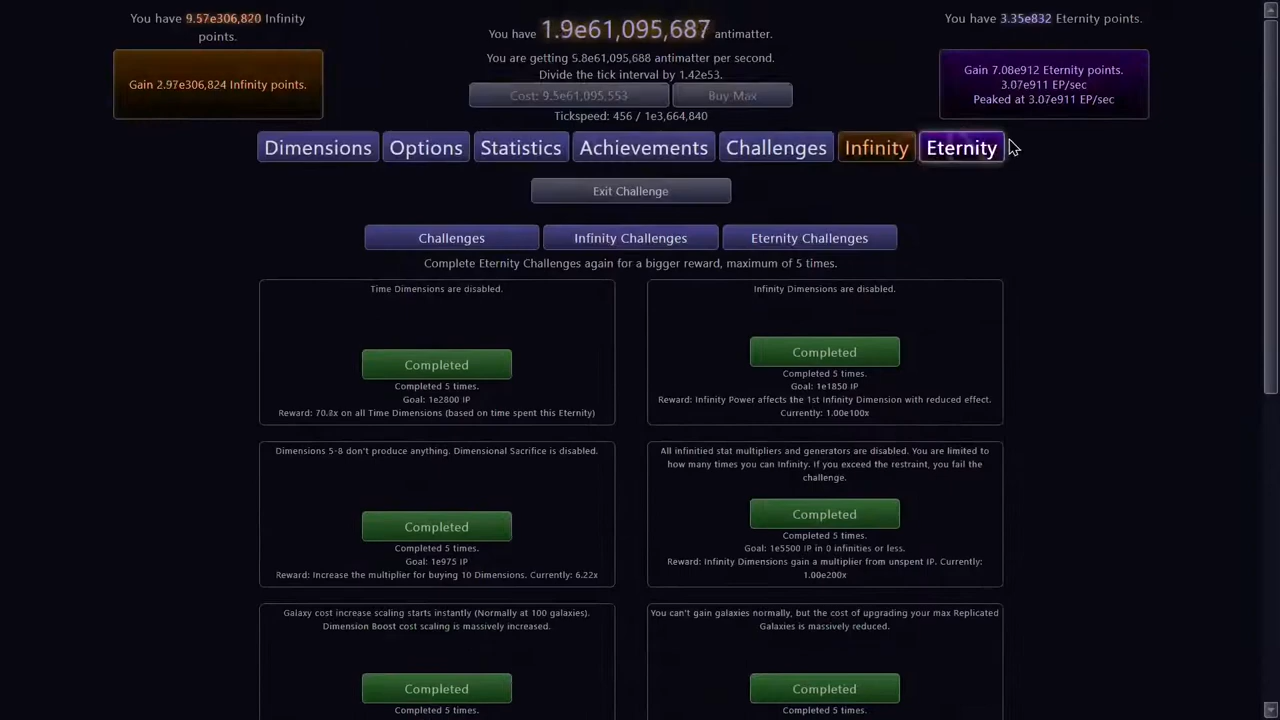 You have 9.57e306,820 Infinity
points.
Gain 2.97e306,824 Infinity points.
You have 1.9e61,095,687 antimatter.
You are getting 5.8e61,095,688 antimatter per second.
Divide the tick interval by 1.42e53.
Cost: 9.5e61,095,553
Buy Max
Tickspeed: 456 / 1e3,664,840
You have 3.35e832 Eternity points.
Gain 7.08e912 Eternity points.
3.07e911 EP/sec
Peaked at 3.07e911 EP/sec
Dimensions
Options
Statistics
Achievements
Challenges
Infinity
Eternity
Exit Challenge
Challenges
Infinity Challenges
Eternity Challenges
Complete Eternity Challenges again for a bigger reward, maximum of 5 times.
Time Dimensions are disabled.
Completed
Completed 5 times.
Goal: 1e2800 IP
Reward: 70.8x on all Time Dimensions (based on time spent this Eternity)
Infinity Dimensions are disabled.
Completed
Completed 5 times.
Goal: 1e1850 IP
Reward: Infinity Power affects the 1st Infinity Dimension with reduced effect.
Currently: 1.00e100x
Dimensions 5-8 don't produce anything. Dimensional Sacrifice is disabled.
Completed
Completed 5 times.
Goal: 1e975 IP
Reward: Increase the multiplier for buying 10 Dimensions. Currently: 6.22x
All infinitied stat multipliers and generators are disabled. You are limited to
how many times you can Infinity. If you exceed the restraint, you fail the
challenge.
Completed
Completed 5 times.
Goal: 1e5500 IP in 0 infinities or less.
Reward: Infinity Dimensions gain a multiplier from unspent IP. Currently:
1.00e200x
Galaxy cost increase scaling starts instantly (Normally at 100 galaxies).
Dimension Boost cost scaling is massively increased.
Completed
Completed 5 times.
You can't gain galaxies normally, but the cost of upgrading your max Replicated
Galaxies is massively reduced.
Completed
Completed 5 times.